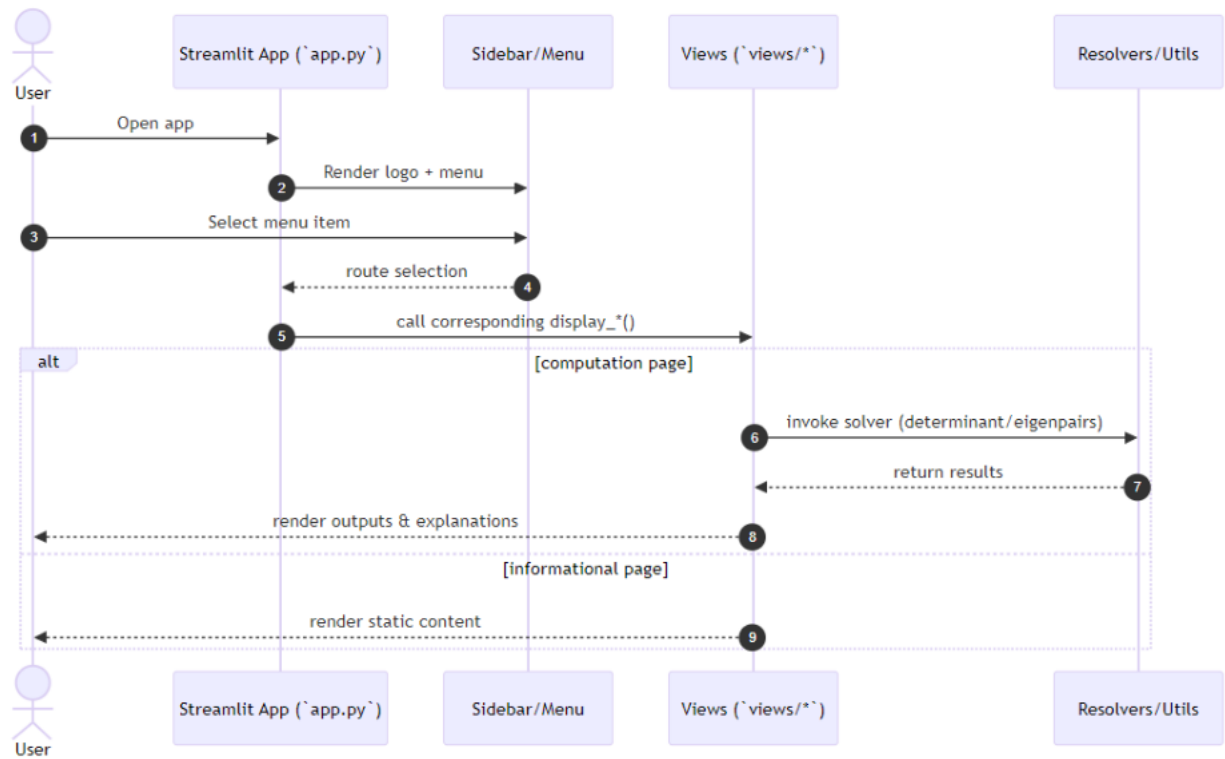 Streamlit App (`app.py`)
Sidebar/Menu
Views (`views/*`)
Resolvers/Utils
User
1
Open app
2
Render logo + menu
3
Select menu item
4
route selection
5
call corresponding display_*()
alt
[computation page]
6
invoke solver (determinant/eigenpairs)
7
return results
8
render outputs & explanations
[informational page]
9
render static content
Streamlit App (`app.py`)
Sidebar/Menu
Views (`views/*`)
Resolvers/Utils
User